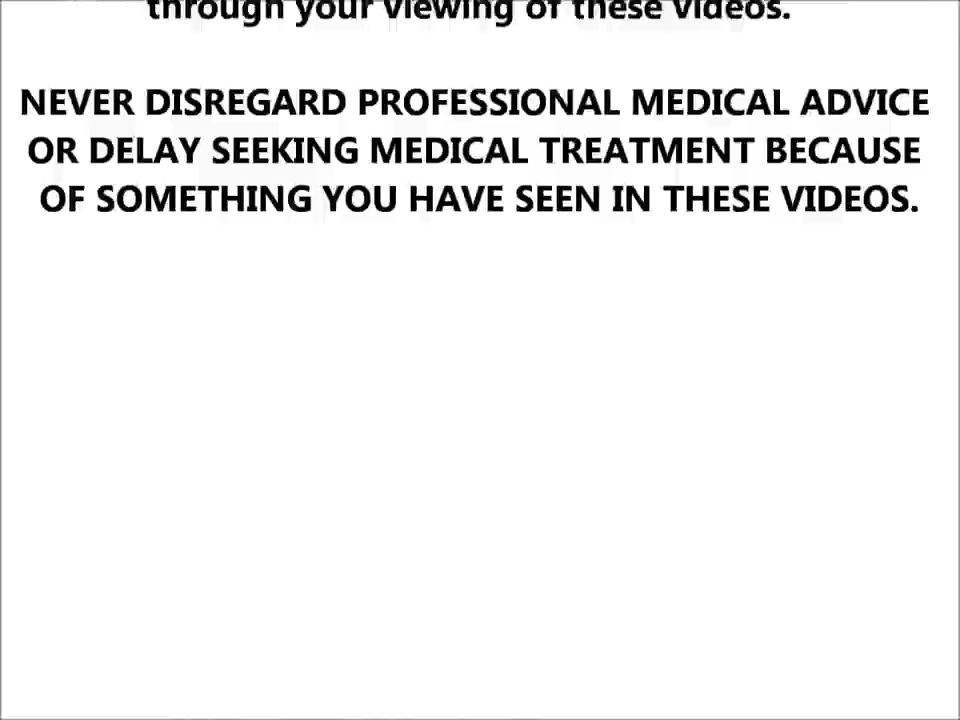 through your viewing of these videos.
NEVER DISREGARD PROFESSIONAL MEDICAL ADVICE
OR DELAY SEEKING MEDICAL TREATMENT BECAUSE
OF SOMETHING YOU HAVE SEEN IN THESE VIDEOS.